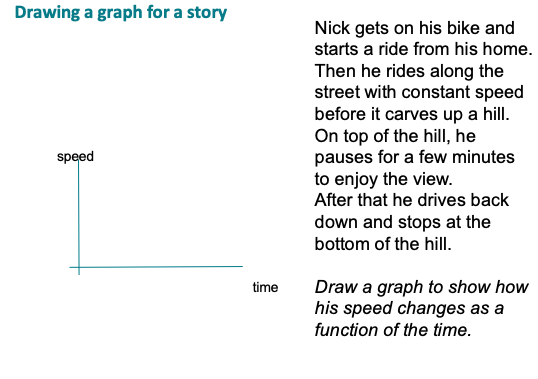 Drawing a graph for a story
Nick gets on his bike and
starts a ride from his home.
Then he rides along the
street with constant speed
before it carves up a hill.
On top of the hill, he
pauses for a few minutes
to enjoy the view.
After that he drives back
down and stops at the
bottom of the hill.
Draw a graph to show how
his speed changes as a
function of the time.
speed
time